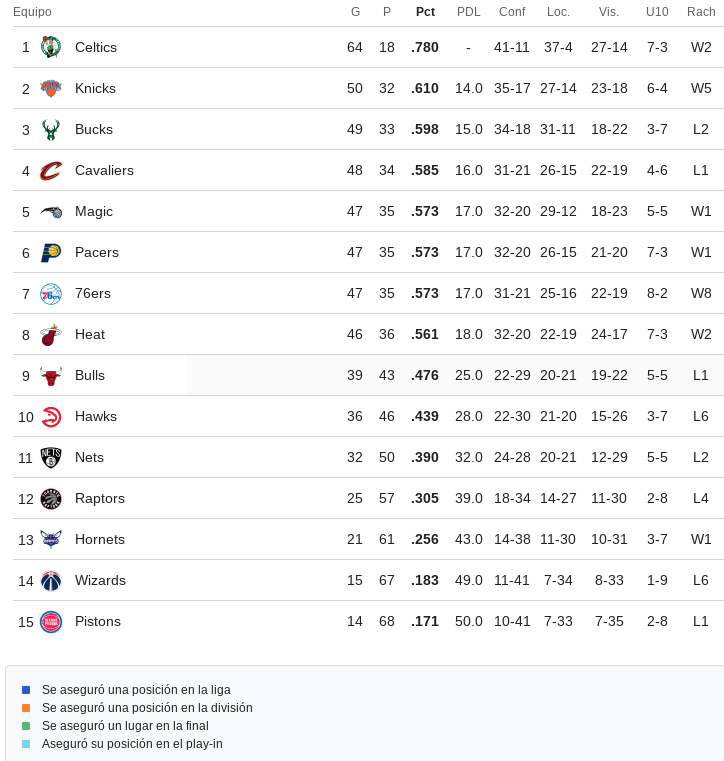 Equipo G P Pct PDL Conf Loc. Vis. U10 Rach
1 Celtics 64 18 .780 - 41-11 37-4 27-14 7-3 W2
2 Knicks 50 32 .610 14.0 35-17 27-14 23-18 6-4 W5
3 Bucks 49 33 .598 15.0 34-18 31-11 18-22 3-7 L2
4 Cavaliers 48 34 .585 16.0 31-21 26-15 22-19 4-6 L1
5 Magic 47 35 .573 17.0 32-20 29-12 18-23 5-5 W1
6 Pacers 47 35 .573 17.0 32-20 26-15 21-20 7-3 W1
7 76ers 47 35 .573 17.0 31-21 25-16 22-19 8-2 W8
8 Heat 46 36 .561 18.0 32-20 22-19 24-17 7-3 W2
9 Bulls 39 43 .476 25.0 22-29 20-21 19-22 5-5 L1
10 Hawks 36 46 .439 28.0 22-30 21-20 15-26 3-7 L6
11 Nets 32 50 .390 32.0 24-28 20-21 12-29 5-5 L2
12 Raptors 25 57 .305 39.0 18-34 14-27 11-30 2-8 L4
13 Hornets 21 61 .256 43.0 14-38 11-30 10-31 3-7 W1
14 Wizards 15 67 .183 49.0 11-41 7-34 8-33 1-9 L6
15 Pistons 14 68 .171 50.0 10-41 7-33 7-35 2-8 L1
Se aseguró una posición en la liga
Se aseguró una posición en la división
Se aseguró un lugar en la final
Aseguró su posición en el play-in